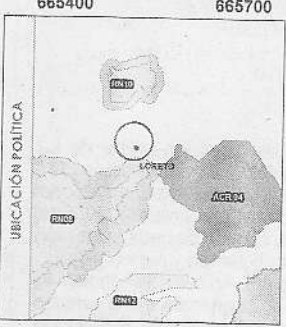 665400 665700
UBICACIÓN POLÍTICA
RN10
LORETO
ACR 04
RN08
RN12